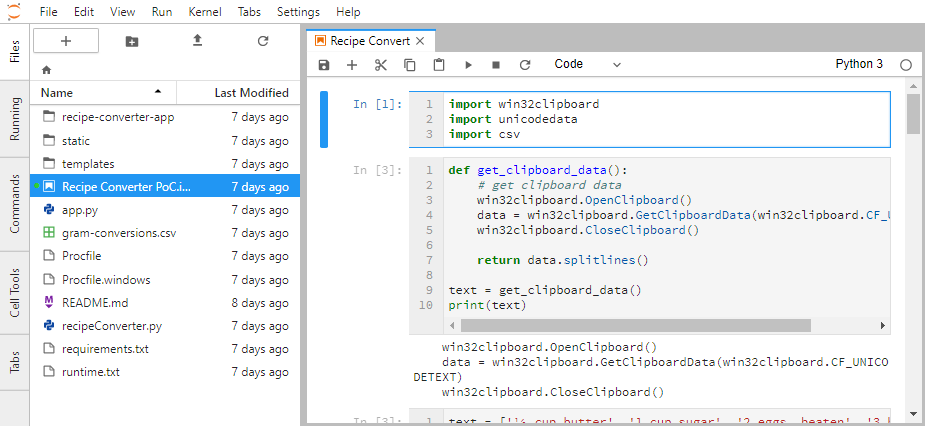 File Edit View Run Kernel Tabs Settings Help
Files
Running
Commands
Cell Tools
Tabs
Name Last Modified
recipe-converter-app 7 days ago
static 7 days ago
templates 7 days ago
Recipe Converter PoC.i... 7 days ago
app.py 7 days ago
gram-conversions.csv 7 days ago
Procfile 7 days ago
Procfile.windows 7 days ago
README.md 8 days ago
recipeConverter.py 7 days ago
requirements.txt 7 days ago
runtime.txt 7 days ago
Recipe Convert
Code Python 3
In [1]:
1 import win32clipboard
2 import unicodedata
3 import csv
In [3]:
1 def get_clipboard_data():
2 # get clipboard data
3 win32clipboard.OpenClipboard()
4 data = win32clipboard.GetClipboardData(win32clipboard.CF_U
5 win32clipboard.CloseClipboard()
6
7 return data.splitlines()
8
9 text = get_clipboard_data()
10 print(text)
win32clipboard.OpenClipboard()
data = win32clipboard.GetClipboardData(win32clipboard.CF_UNICO
DETEXT)
win32clipboard.CloseClipboard()
In [3]:
1 text = ['¼ cup butter', '1 cup sugar', '2 eggs, beaten', '3